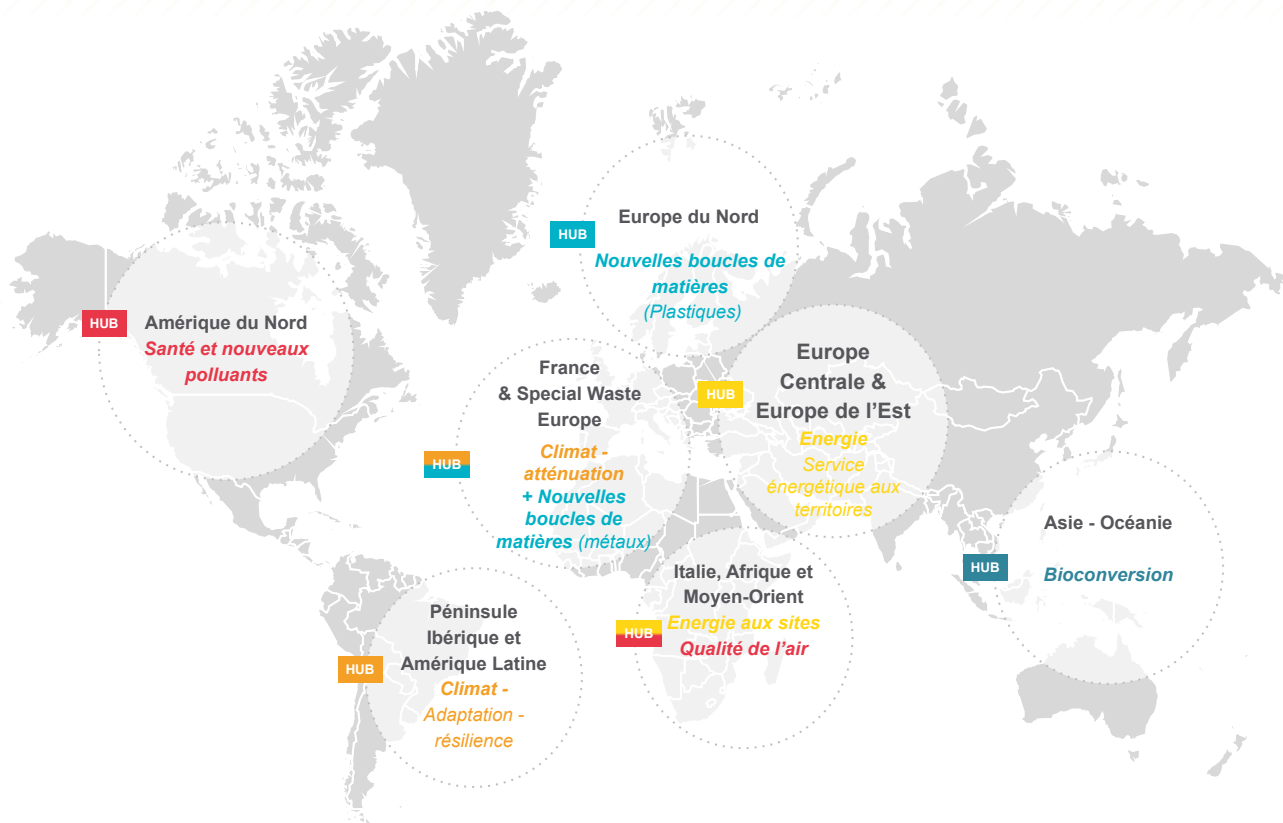 HUB
Europe du Nord
Nouvelles boucles de
matières
(Plastiques)
HUB
Amérique du Nord
Santé et nouveaux
polluants
HUB
France
& Special Waste
Europe
Climat -
atténuation
+ Nouvelles
boucles de
matières (métaux)
HUB
Europe
Centrale &
Europe de l’Est
Energie
Service
énergétique aux
territoires
HUB
Asie - Océanie
Bioconversion
HUB
Italie, Afrique et
Moyen-Orient
Energie aux sites
Qualité de l’air
HUB
Péninsule
Ibérique et
Amérique Latine
Climat -
Adaptation -
résilience